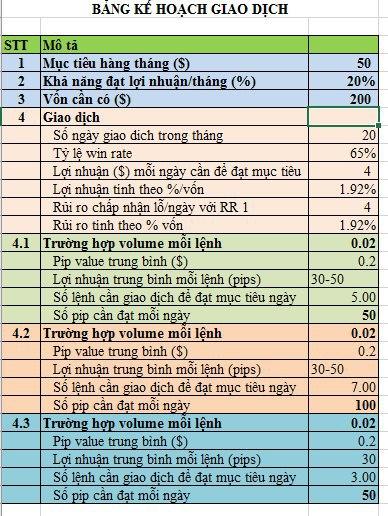 BẢNG KẾ HOẠCH GIAO DỊCH
STT Mô tả
1 Mục tiêu hàng tháng ($) 50
2 Khả năng đạt lợi nhuận/tháng (%) 20%
3 Vốn cần có ($) 200
4 Giao dịch
Số ngày giao dich trong tháng 20
Tỷ lệ win rate 65%
Lợi nhuận ($) mỗi ngày cần để đạt mục tiêu 4
Lợi nhuận tính theo %/vốn 1.92%
Rủi ro chấp nhận lỗ/ngày với RR 1 4
Rủi ro tinh theo % vốn 1.92%
4.1 Trường hợp volume mỗi lệnh 0.02
Pip value trung bình ($) 0.2
Lợi nhuận trung bình mỗi lệnh (pips) 30-50
Số lệnh cần giao dịch để đạt mục tiêu ngày 5.00
Số pip cần đạt mỗi ngày 50
4.2 Trường hợp volume mỗi lệnh 0.02
Pip value trung bình ($) 0.2
Lợi nhuận trung bình mỗi lệnh (pips) 30-50
Số lệnh cần giao dịch để đạt mục tiêu ngày 7.00
Số pip cần đạt mỗi ngày 100
4.3 Trường hợp volume mỗi lệnh 0.02
Pip value trung bình ($) 0.2
Lợi nhuận trung bình mỗi lệnh (pips) 30
Số lệnh cần giao dịch để đạt mục tiêu ngày 3.00
Số pip cần đạt mỗi ngày 50